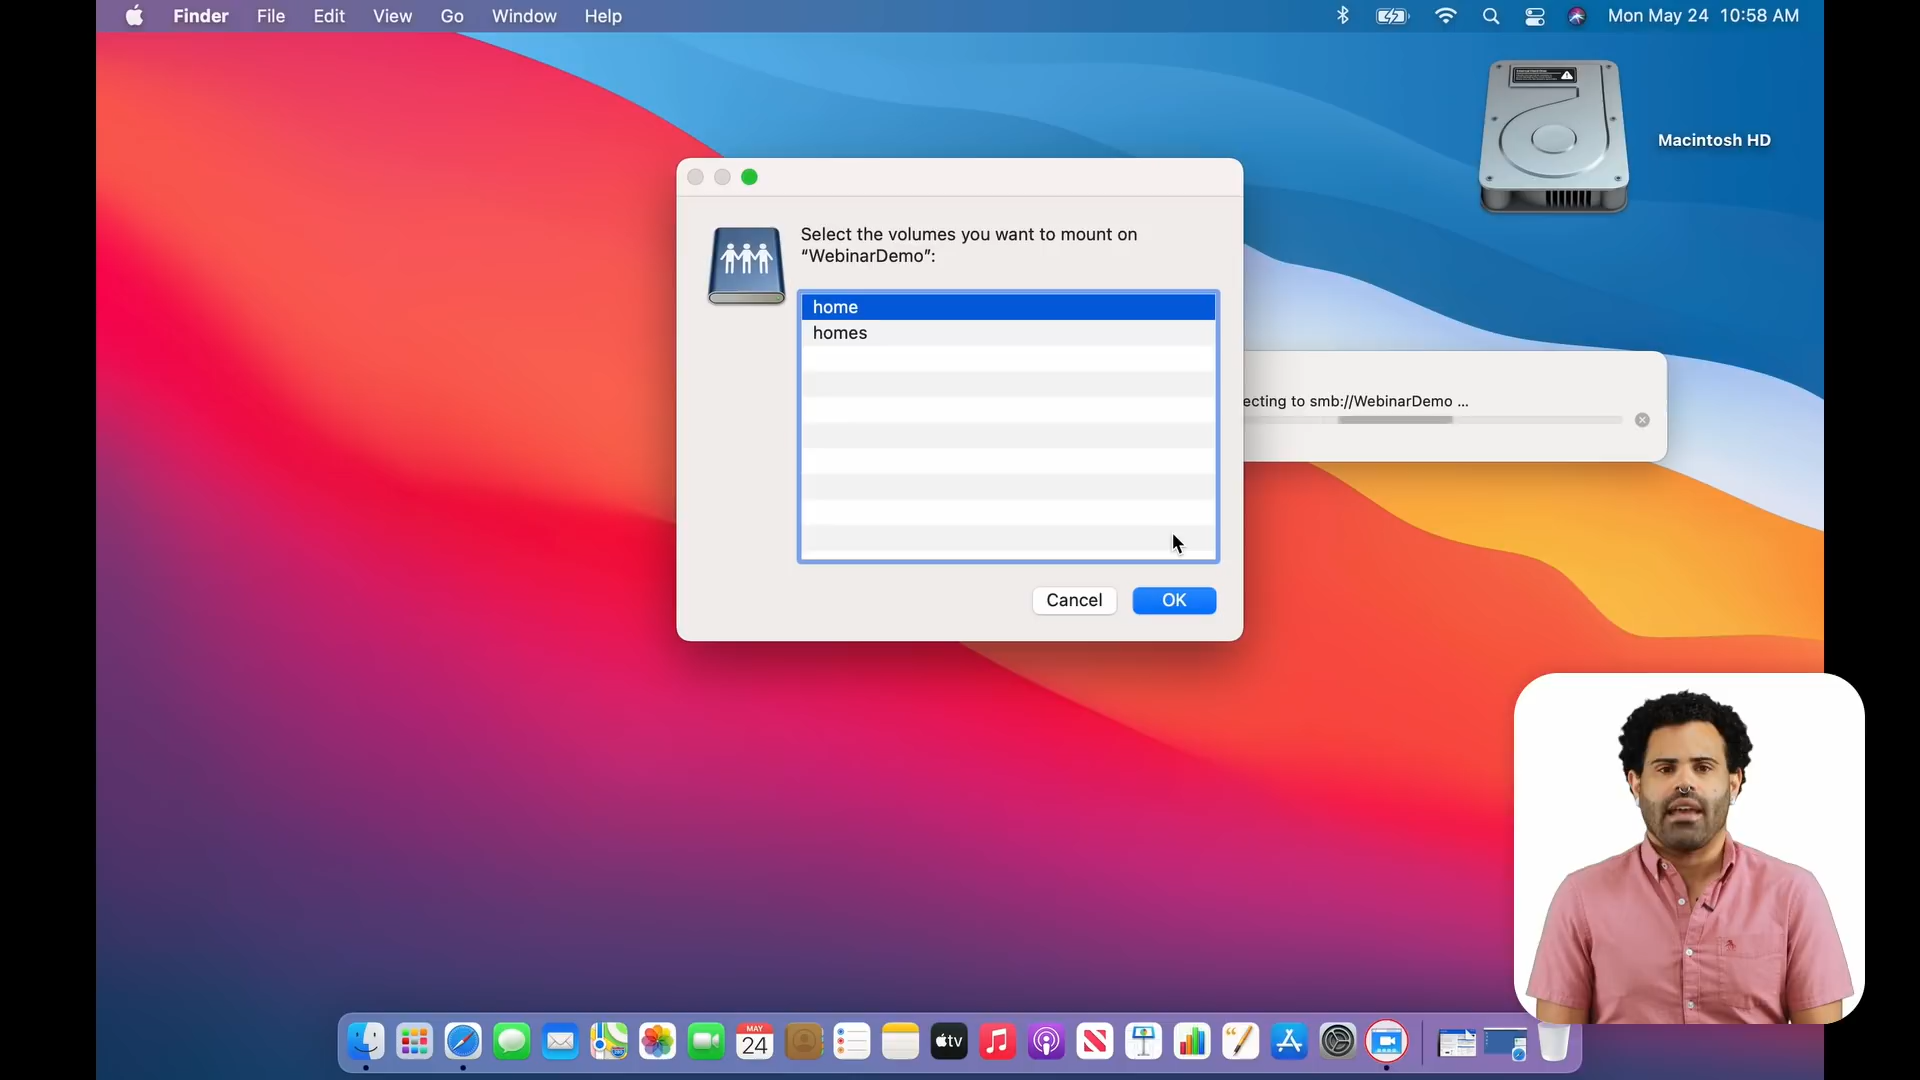 Finder File Edit View Go Window Help Mon May 24 10:58 AM
Macintosh HD
Select the volumes you want to mount on
“WebinarDemo”:
home
homes
ecting to smb://WebinarDemo ...
Cancel OK
MAY
24
tv